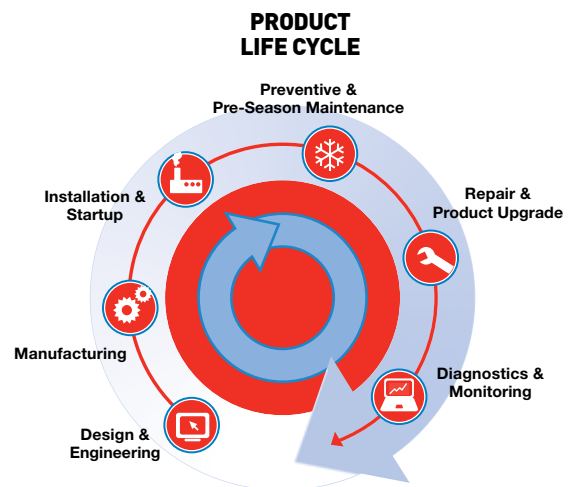 PRODUCT
LIFE CYCLE
Preventive &
Pre-Season Maintenance
Installation &
Startup
Repair &
Product Upgrade
Manufacturing
Diagnostics &
Monitoring
Design &
Engineering